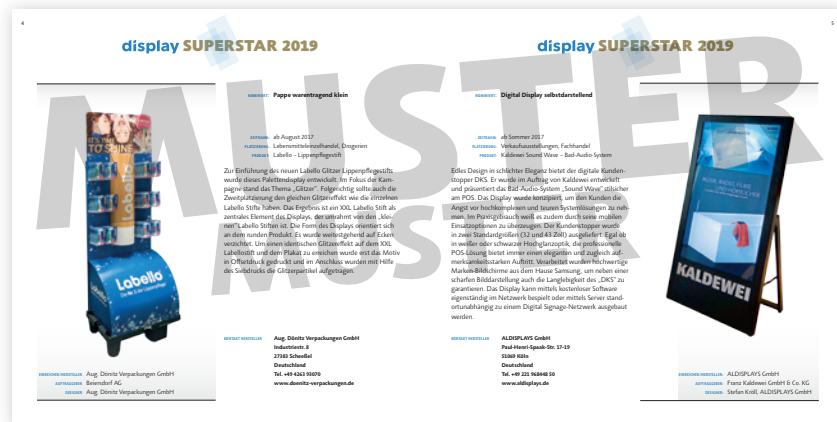 4
display SUPERSTAR 2019
NOMINIERT: Pappe warentragend klein
ZEITRAUM: ab August 2017
PLATZIERUNG: Lebensmitteleinzelhandel, Drogerien
PRODUKT: Labello – Lippenpflegestift
Zur Einführung des neuen Labello Glitzer Lippenpflegestifts
wurde dieses Palettendisplay entwickelt. Im Fokus der Kam-
pagne stand das Thema „Glitzer“. Folgerichtig sollte auch die
Zweitplatzierung den gleichen Glitzereffekt wie die einzelnen
Labello Stifte haben. Das Ergebnis ist ein XXL Labello Stift als
zentrales Element des Displays, der umrahmt von den „klei-
nen“ Labello Stiften ist. Die Form des Displays orientiert sich
an dem runden Produkt. Es wurde weitestgehend auf Ecken
verzichtet. Um einen identischen Glitzereffekt auf dem XXL
Labellostift und dem Plakat zu erreichen wurde erst das Motiv
in Offsetdruck gedruckt und im Anschluss wurden mit Hilfe
des Siebdrucks die Glitzerpartikel aufgetragen.
KONTAKT HERSTELLER Aug. Dönitz Verpackungen GmbH
Industriestr. 8
27383 Scheeßel
Deutschland
Tel. +49 4263 93070
www.doenitz-verpackungen.de
TO SHINE
Labello
Labello
EINREICHER/HERSTELLER: Aug. Dönitz Verpackungen GmbH
AUFTRAGGEBER: Beiersdorf AG
DESIGNER: Aug. Dönitz Verpackungen GmbH
5
display SUPERSTAR 2019
NOMINIERT: Digital Display selbstdarstellend
ZEITRAUM: ab Sommer 2017
PLATZIERUNG: Verkaufsausstellungen, Fachhandel
PRODUKT: Kaldewei Sound Wave – Bad-Audio-System
Edles Design in schlichter Eleganz bietet der digitale Kunden-
stopper DKS. Er wurde im Auftrag von Kaldewei entwickelt
und präsentiert das Bad-Audio-System „Sound Wave“ stilsicher
am POS. Das Display wurde konzipiert, um den Kunden die
Angst vor hochkomplexen und teuren Systemlösungen zu neh-
men. Im Praxisgebrauch weiß es zudem durch seine mobilen
Einsatzoptionen zu überzeugen. Der Kundenstopper wurde
in zwei Standardgrößen (32 und 43 Zoll) ausgeliefert. Egal ob
in weißer oder schwarzer Hochglanzoptik, die professionelle
POS-Lösung bietet immer einen eleganten und zugleich auf-
merksamkeitsstarken Auftritt. Verarbeitet wurden hochwertige
Marken-Bildschirme aus dem Hause Samsung, um neben einer
scharfen Bilddarstellung auch die Langlebigkeit des „DKS“ zu
garantieren. Das Display kann mittels kostenloser Software
eigenständig im Netzwerk bespielt oder mittels Server stand-
ortunabhängig zu einem Digital Signage-Netzwerk ausgebaut
werden.
KONTAKT HERSTELLER ALDISPLAYS GmbH
Paul-Henri-Spaak-Str. 17-19
51069 Köln
Deutschland
Tel. +49 221 968448 50
www.aldisplays.de
MUSIK, RADIO, FILME
UND HÖRBÜCHER
KALDEWEI
EINREICHER/HERSTELLER: ALDISPLAYS GmbH
AUFTRAGGEBER: Franz Kaldewei GmbH & Co. KG
DESIGNER: Stefan Kröll, ALDISPLAYS GmbH
MUSTER
MUSTER